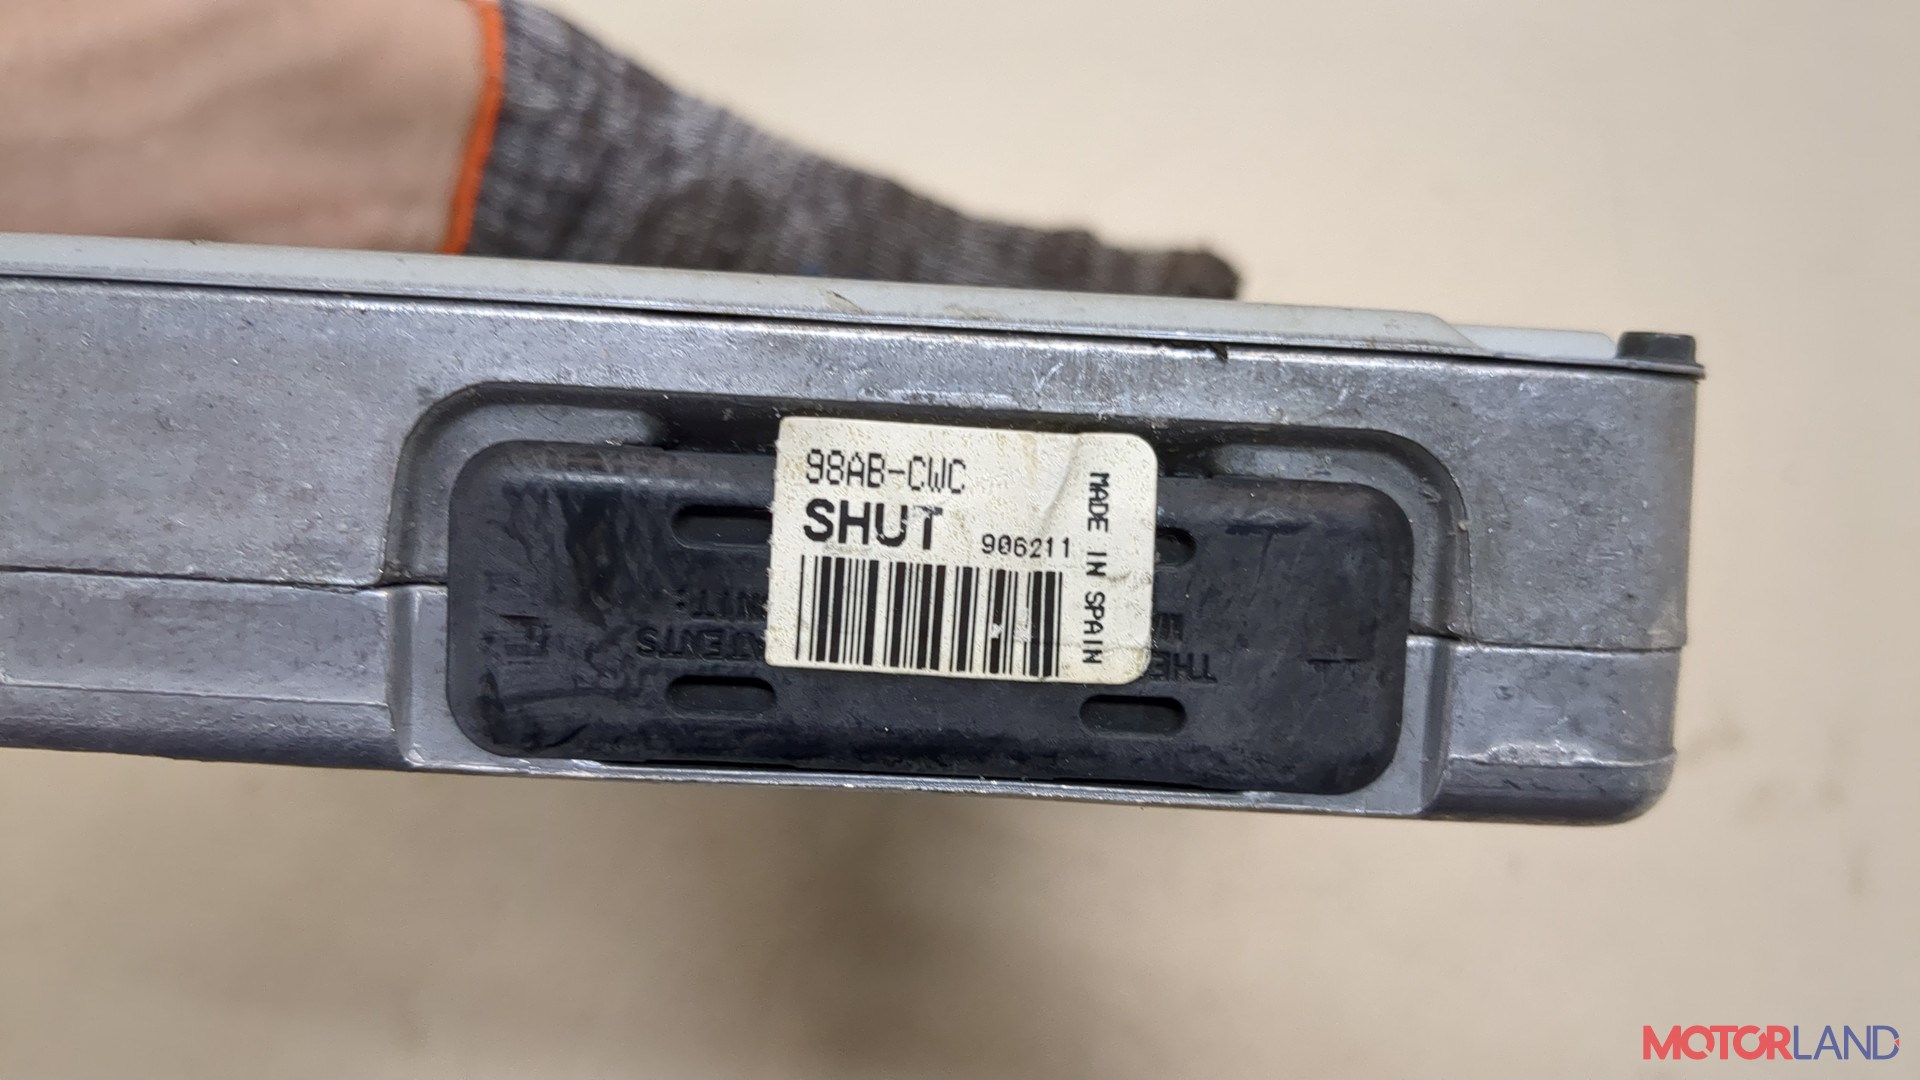 98AB-CWC
SHUT 906211
MADE IN SPAIN
MOTORLAND